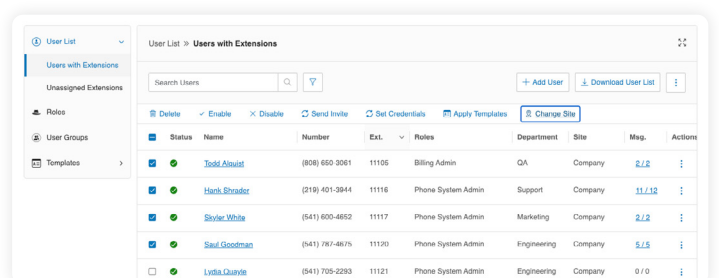 User List
Users with Extensions
Unassigned Extensions
Roles
User Groups
Templates
User List » Users with Extensions
Search Users
+ Add User
Download User List
Delete Enable Disable Send Invite Set Credentials Apply Templates Change Site
Status Name Number Ext. Roles Department Site Msg. Actions
Todd Alquist (808) 650-3061 11105 Billing Admin QA Company 2 / 2
Hank Shrador (219) 401-3944 11116 Phone System Admin Support Company 11 / 12
Skyler White (541) 600-4652 11117 Phone System Admin Marketing Company 2 / 2
Saul Goodman (541) 787-4675 11120 Phone System Admin Engineering Company 5 / 5
Lydia Quayle (541) 705-2293 11121 Phone System Admin Engineering Company 0 / 0